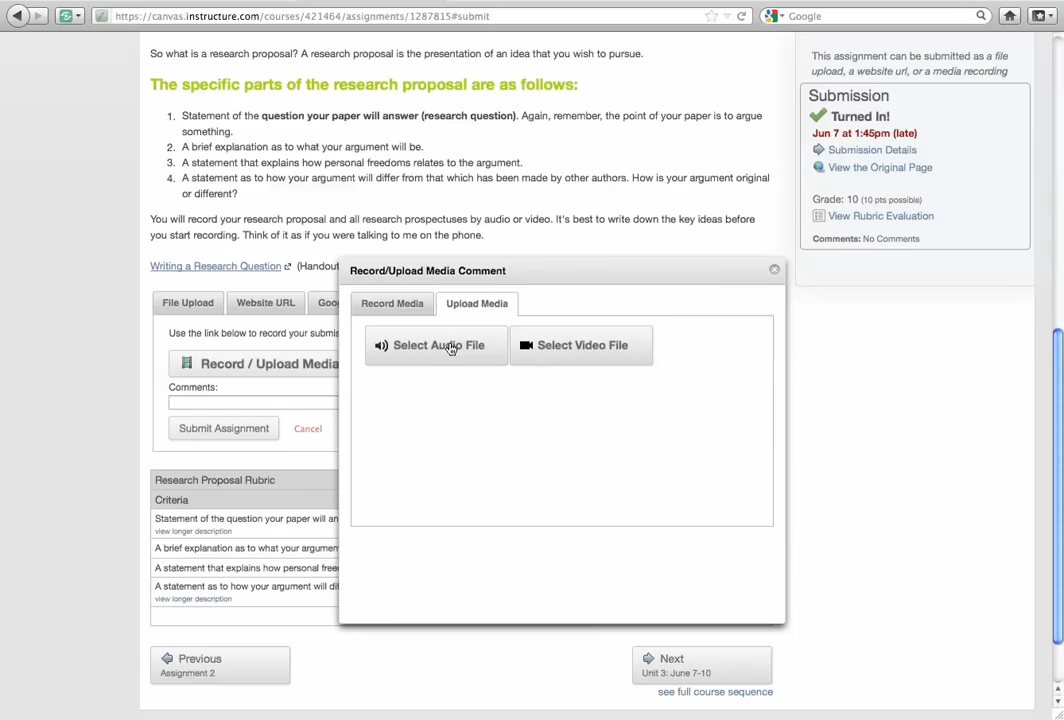 https://canvas.instructure.com/courses/421464/assignments/1287815#submit
Google
So what is a research proposal? A research proposal is the presentation of an idea that you wish to pursue.
The specific parts of the research proposal are as follows:
1. Statement of the question your paper will answer (research question). Again, remember, the point of your paper is to argue
something.
2. A brief explanation as to what your argument will be.
3. A statement that explains how personal freedoms relates to the argument.
4. A statement as to how your argument will differ from that which has been made by other authors. How is your argument original
or different?
You will record your research proposal and all research prospectuses by audio or video. It's best to write down the key ideas before
you start recording. Think of it as if you were talking to me on the phone.
Writing a Research Question (Handout
File Upload
Website URL
Goo
Use the link below to record your submis
Record / Upload Media
Comments:
Submit Assignment
Cancel
Record/Upload Media Comment
Record Media
Upload Media
Select Audio File
Select Video File
Research Proposal Rubric
Criteria
Statement of the question your paper will an
view longer description
A brief explanation as to what your argumen
A statement that explains how personal free
A statement as to how your argument will dif
view longer description
Previous
Assignment 2
Next
Unit 3: June 7-10
see full course sequence
This assignment can be submitted as a file
upload, a website url, or a media recording
Submission
Turned In!
Jun 7 at 1:45pm (late)
Submission Details
View the Original Page
Grade: 10 (10 pts possible)
View Rubric Evaluation
Comments: No Comments